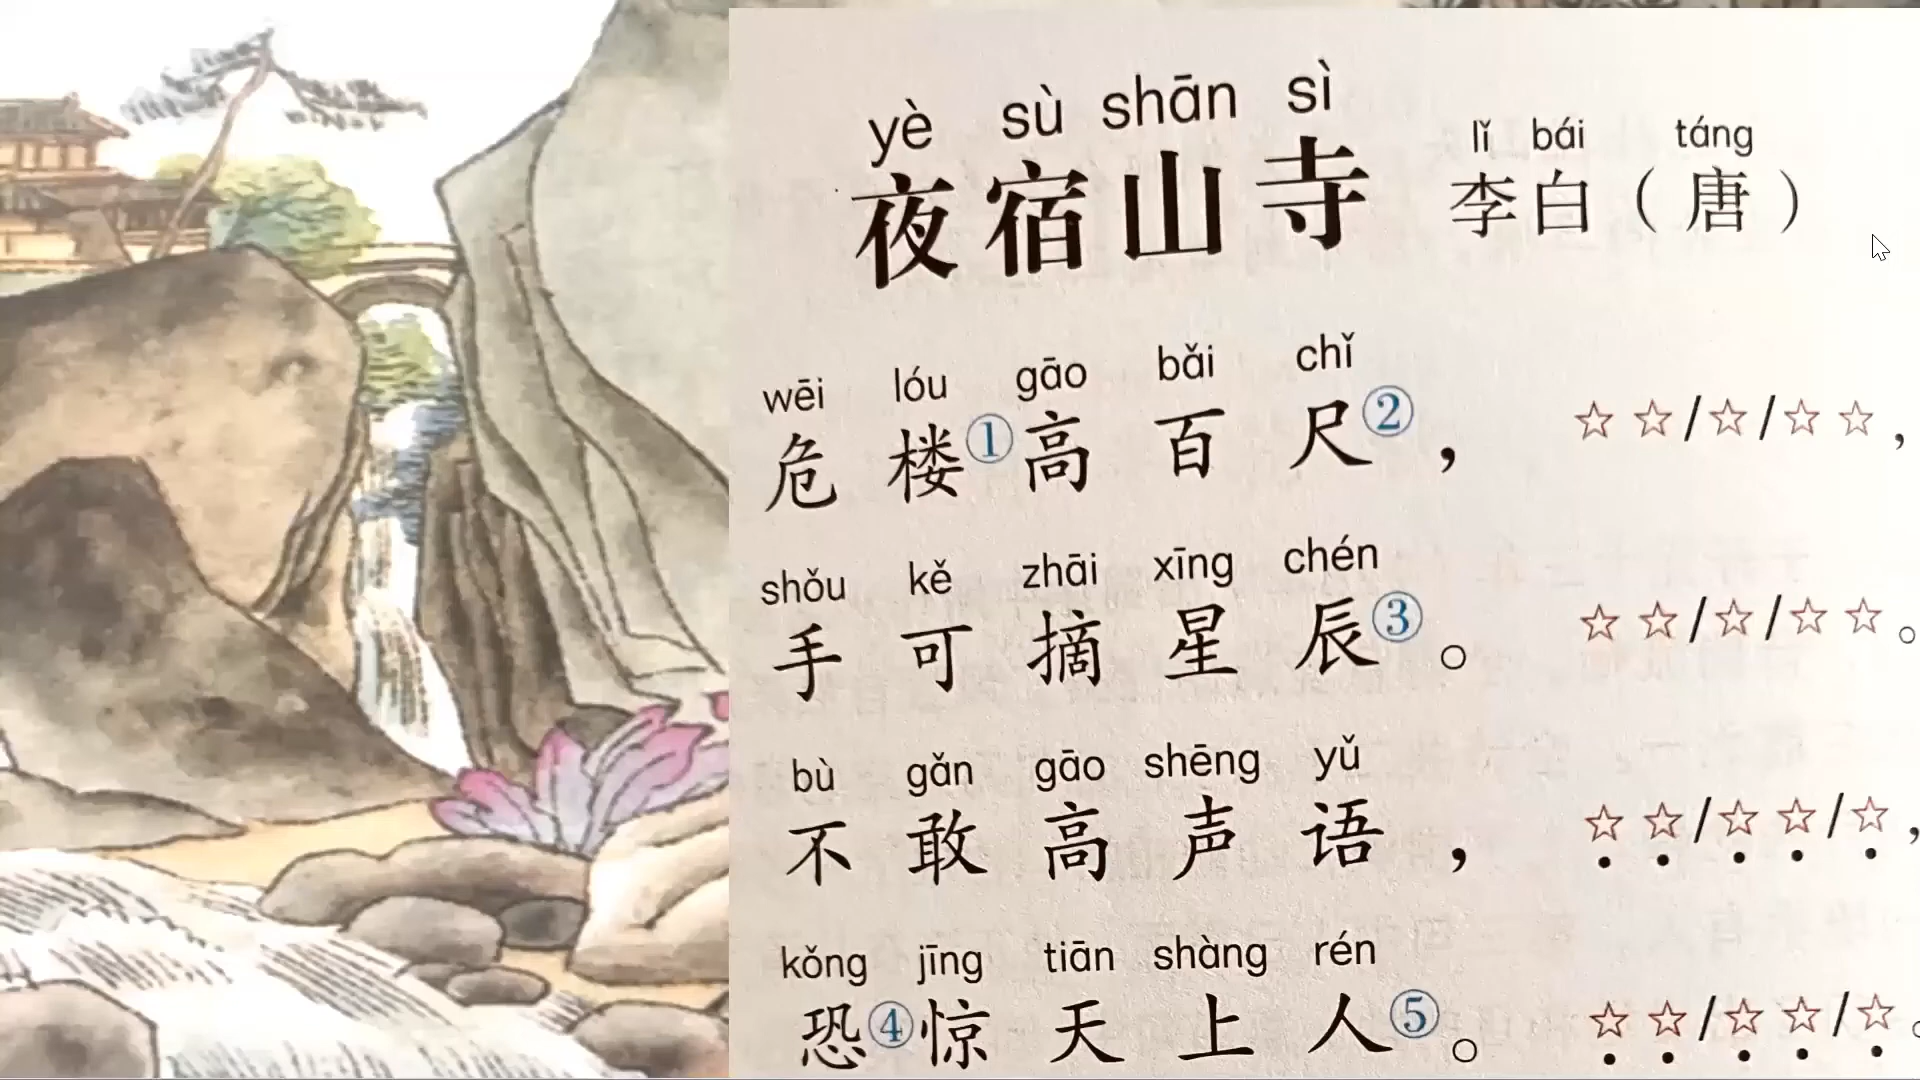 yè sù shān sì
夜宿山寺
lǐ bái táng
李白（唐）
wēi lóu gāo bǎi chǐ
危楼①高百尺②， ☆☆/☆/☆☆，
shǒu kě zhāi xīng chén
手可摘星辰③。 ☆☆/☆/☆☆。
bù gǎn gāo shēng yǔ
不敢高声语， ☆☆/☆☆/☆，
kǒng jīng tiān shàng rén
恐④惊天上人⑤。 ☆☆/☆☆/☆。